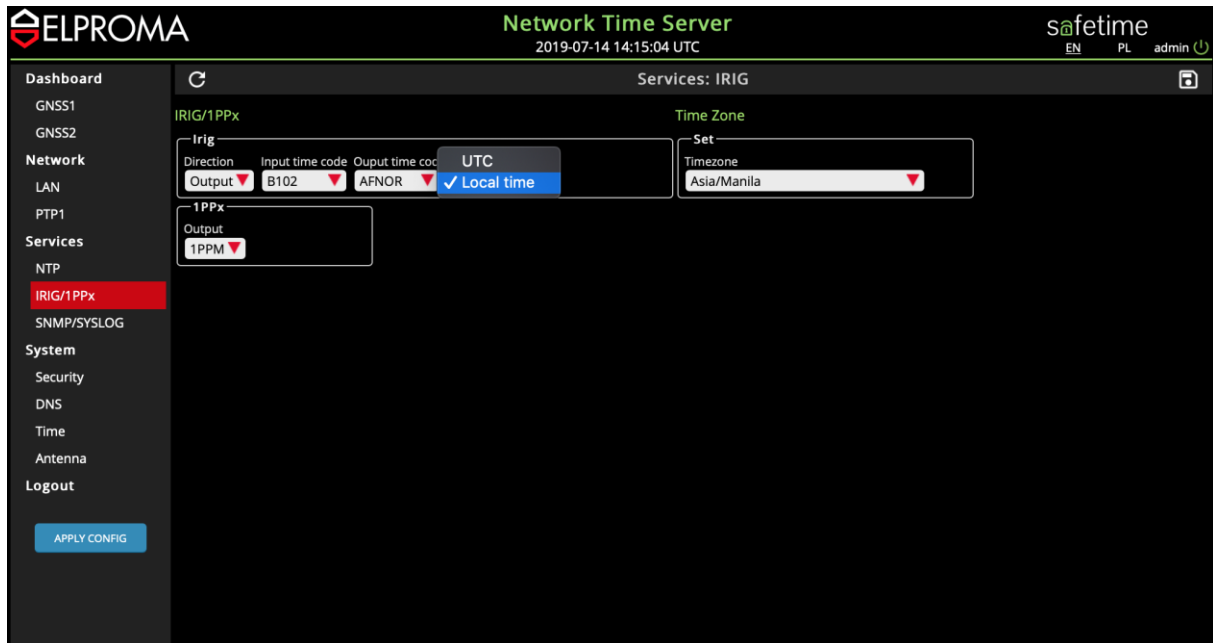 ELPROMA
Network Time Server
2019-07-14 14:15:04 UTC
safetime
EN PL admin
Dashboard
GNSS1
GNSS2
Network
LAN
PTP1
Services
NTP
IRIG/1PPx
SNMP/SYSLOG
System
Security
DNS
Time
Antenna
Logout
APPLY CONFIG
Services: IRIG
IRIG/1PPx
Irig
Direction Input time code Ouput time cod
Output B102 AFNOR
UTC
✓ Local time
1PPx
Output
1PPM
Time Zone
Set
Timezone
Asia/Manila